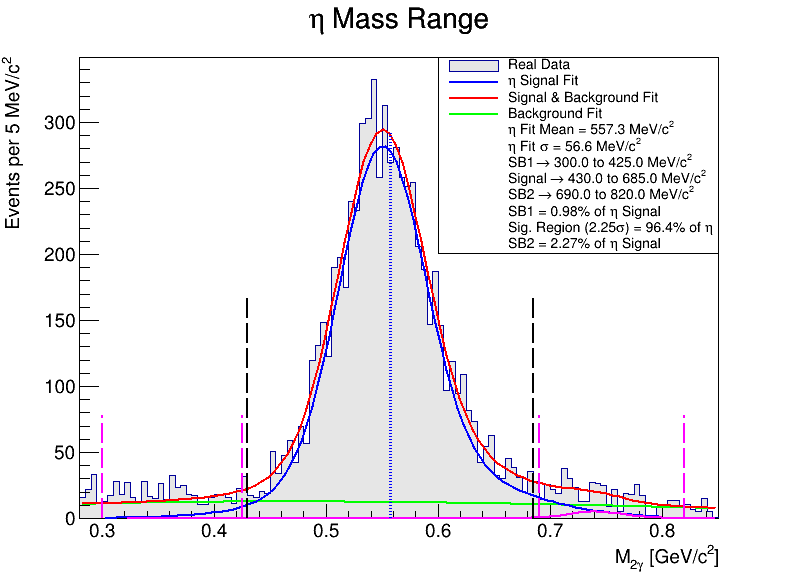 η Mass Range
Events per 5 MeV/c²
Real Data
η Signal Fit
Signal & Background Fit
Background Fit
η Fit Mean = 557.3 MeV/c²
η Fit σ = 56.6 MeV/c²
SB1 → 300.0 to 425.0 MeV/c²
Signal → 430.0 to 685.0 MeV/c²
SB2 → 690.0 to 820.0 MeV/c²
SB1 = 0.98% of η Signal
Sig. Region (2.25σ) = 96.4% of η
SB2 = 2.27% of η Signal
300
250
200
150
100
50
0
0.3 0.4 0.5 0.6 0.7 0.8
M₂γ [GeV/c²]